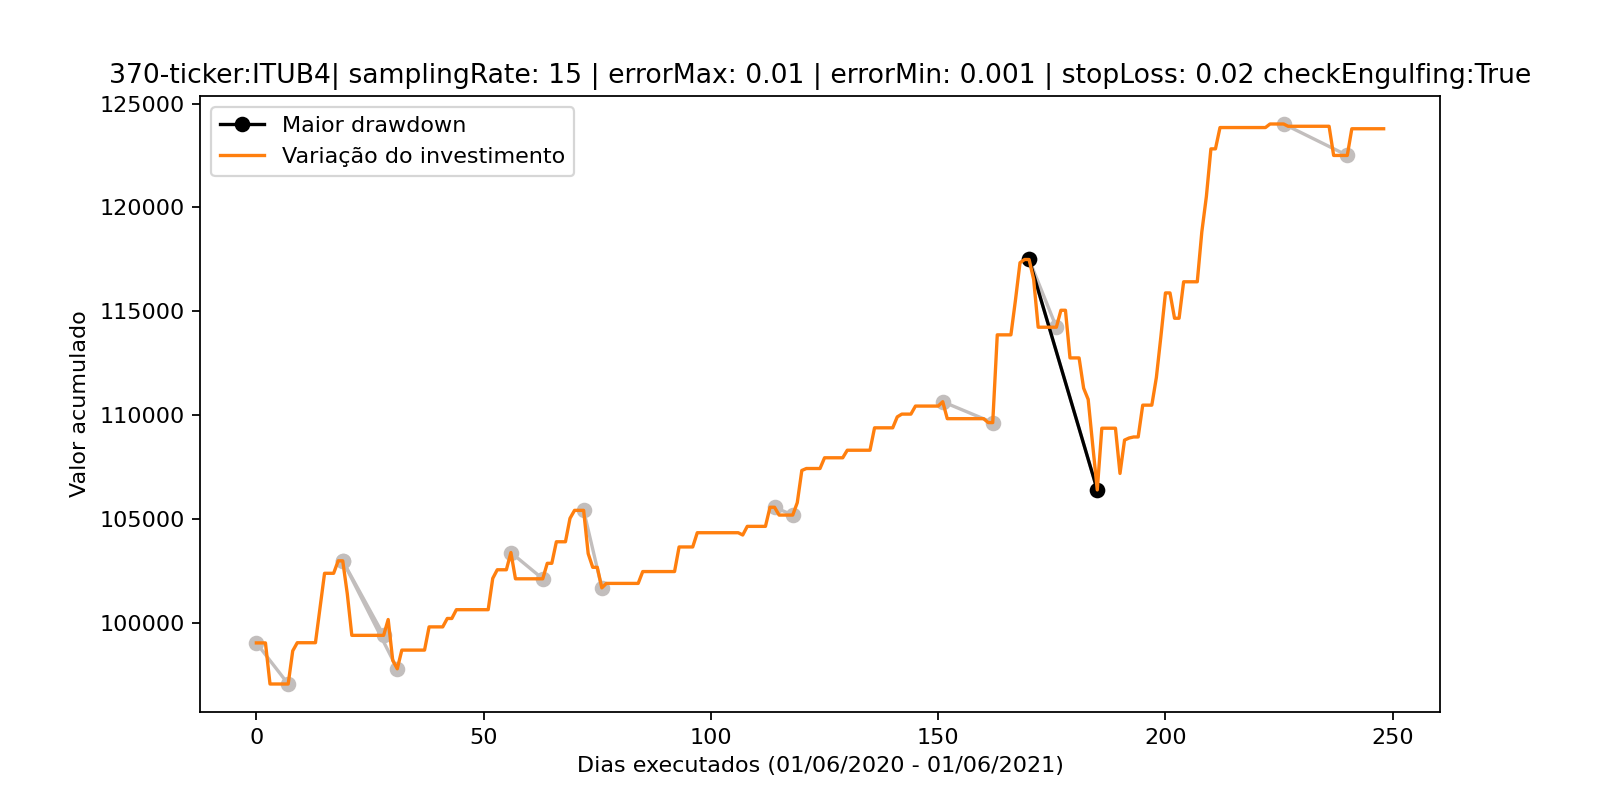 370-ticker:ITUB4| samplingRate: 15 | errorMax: 0.01 | errorMin: 0.001 | stopLoss: 0.02 checkEngulfing:True
Maior drawdown
Variação do investimento
125000
120000
115000
110000
105000
100000
Valor acumulado
0 50 100 150 200 250
Dias executados (01/06/2020 - 01/06/2021)